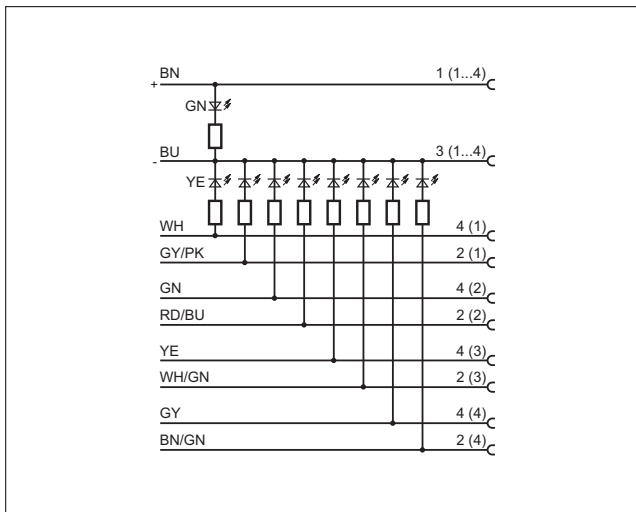 BN 1 (1...4)
+
GN
BU 3 (1...4)
-
YE
WH 4 (1)
GY/PK 2 (1)
GN 4 (2)
RD/BU 2 (2)
YE 4 (3)
WH/GN 2 (3)
GY 4 (4)
BN/GN 2 (4)